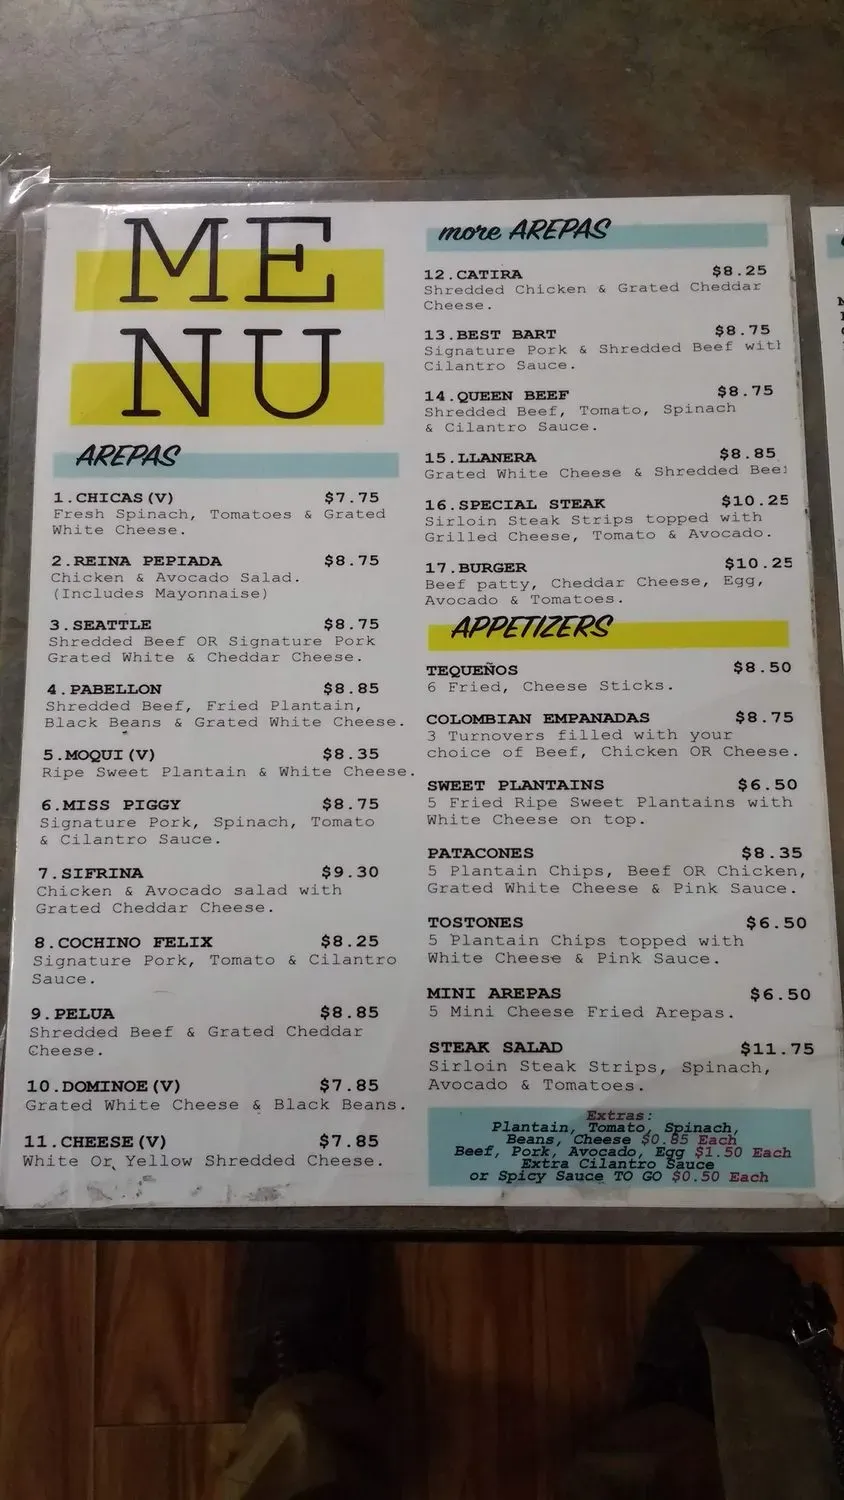 ME
NU
AREPAS
1.CHICAS(V) $7.75
Fresh Spinach, Tomatoes & Grated
White Cheese.
2.REINA PEPIADA $8.75
Chicken & Avocado Salad.
(Includes Mayonnaise)
3.SEATTLE $8.75
Shredded Beef OR Signature Pork
Grated White & Cheddar Cheese.
4.PABELLON $8.85
Shredded Beef, Fried Plantain,
Black Beans & Grated White Cheese.
5.MOQUI(V) $8.35
Ripe Sweet Plantain & White Cheese.
6.MISS PIGGY $8.75
Signature Pork, Spinach, Tomato
& Cilantro Sauce.
7.SIFRINA $9.30
Chicken & Avocado salad with
Grated Cheddar Cheese.
8.COCHINO FELIX $8.25
Signature Pork, Tomato & Cilantro
Sauce.
9.PELUA $8.85
Shredded Beef & Grated Cheddar
Cheese.
10.DOMINOE(V) $7.85
Grated White Cheese & Black Beans.
11.CHEESE(V) $7.85
White Or Yellow Shredded Cheese.
more AREPAS
12.CATIRA $8.25
Shredded Chicken & Grated Cheddar
Cheese.
13.BEST BART $8.75
Signature Pork & Shredded Beef with
Cilantro Sauce.
14.QUEEN BEEF $8.75
Shredded Beef, Tomato, Spinach
& Cilantro Sauce.
15.LLANERA $8.85
Grated White Cheese & Shredded Beef
16.SPECIAL STEAK $10.25
Sirloin Steak Strips topped with
Grilled Cheese, Tomato & Avocado.
17.BURGER $10.25
Beef patty, Cheddar Cheese, Egg,
Avocado & Tomatoes.
APPETIZERS
TEQUEÑOS $8.50
6 Fried, Cheese Sticks.
COLOMBIAN EMPANADAS $8.75
3 Turnovers filled with your
choice of Beef, Chicken OR Cheese.
SWEET PLANTAINS $6.50
5 Fried Ripe Sweet Plantains with
White Cheese on top.
PATACONES $8.35
5 Plantain Chips, Beef OR Chicken,
Grated White Cheese & Pink Sauce.
TOSTONES $6.50
5 Plantain Chips topped with
White Cheese & Pink Sauce.
MINI AREPAS $6.50
5 Mini Cheese Fried Arepas.
STEAK SALAD $11.75
Sirloin Steak Strips, Spinach,
Avocado & Tomatoes.
Extras:
Plantain, Tomato, Spinach,
Beans, Cheese $0.85 Each
Beef, Pork, Avocado, Egg $1.50 Each
Extra Cilantro Sauce
or Spicy Sauce TO GO $0.50 Each